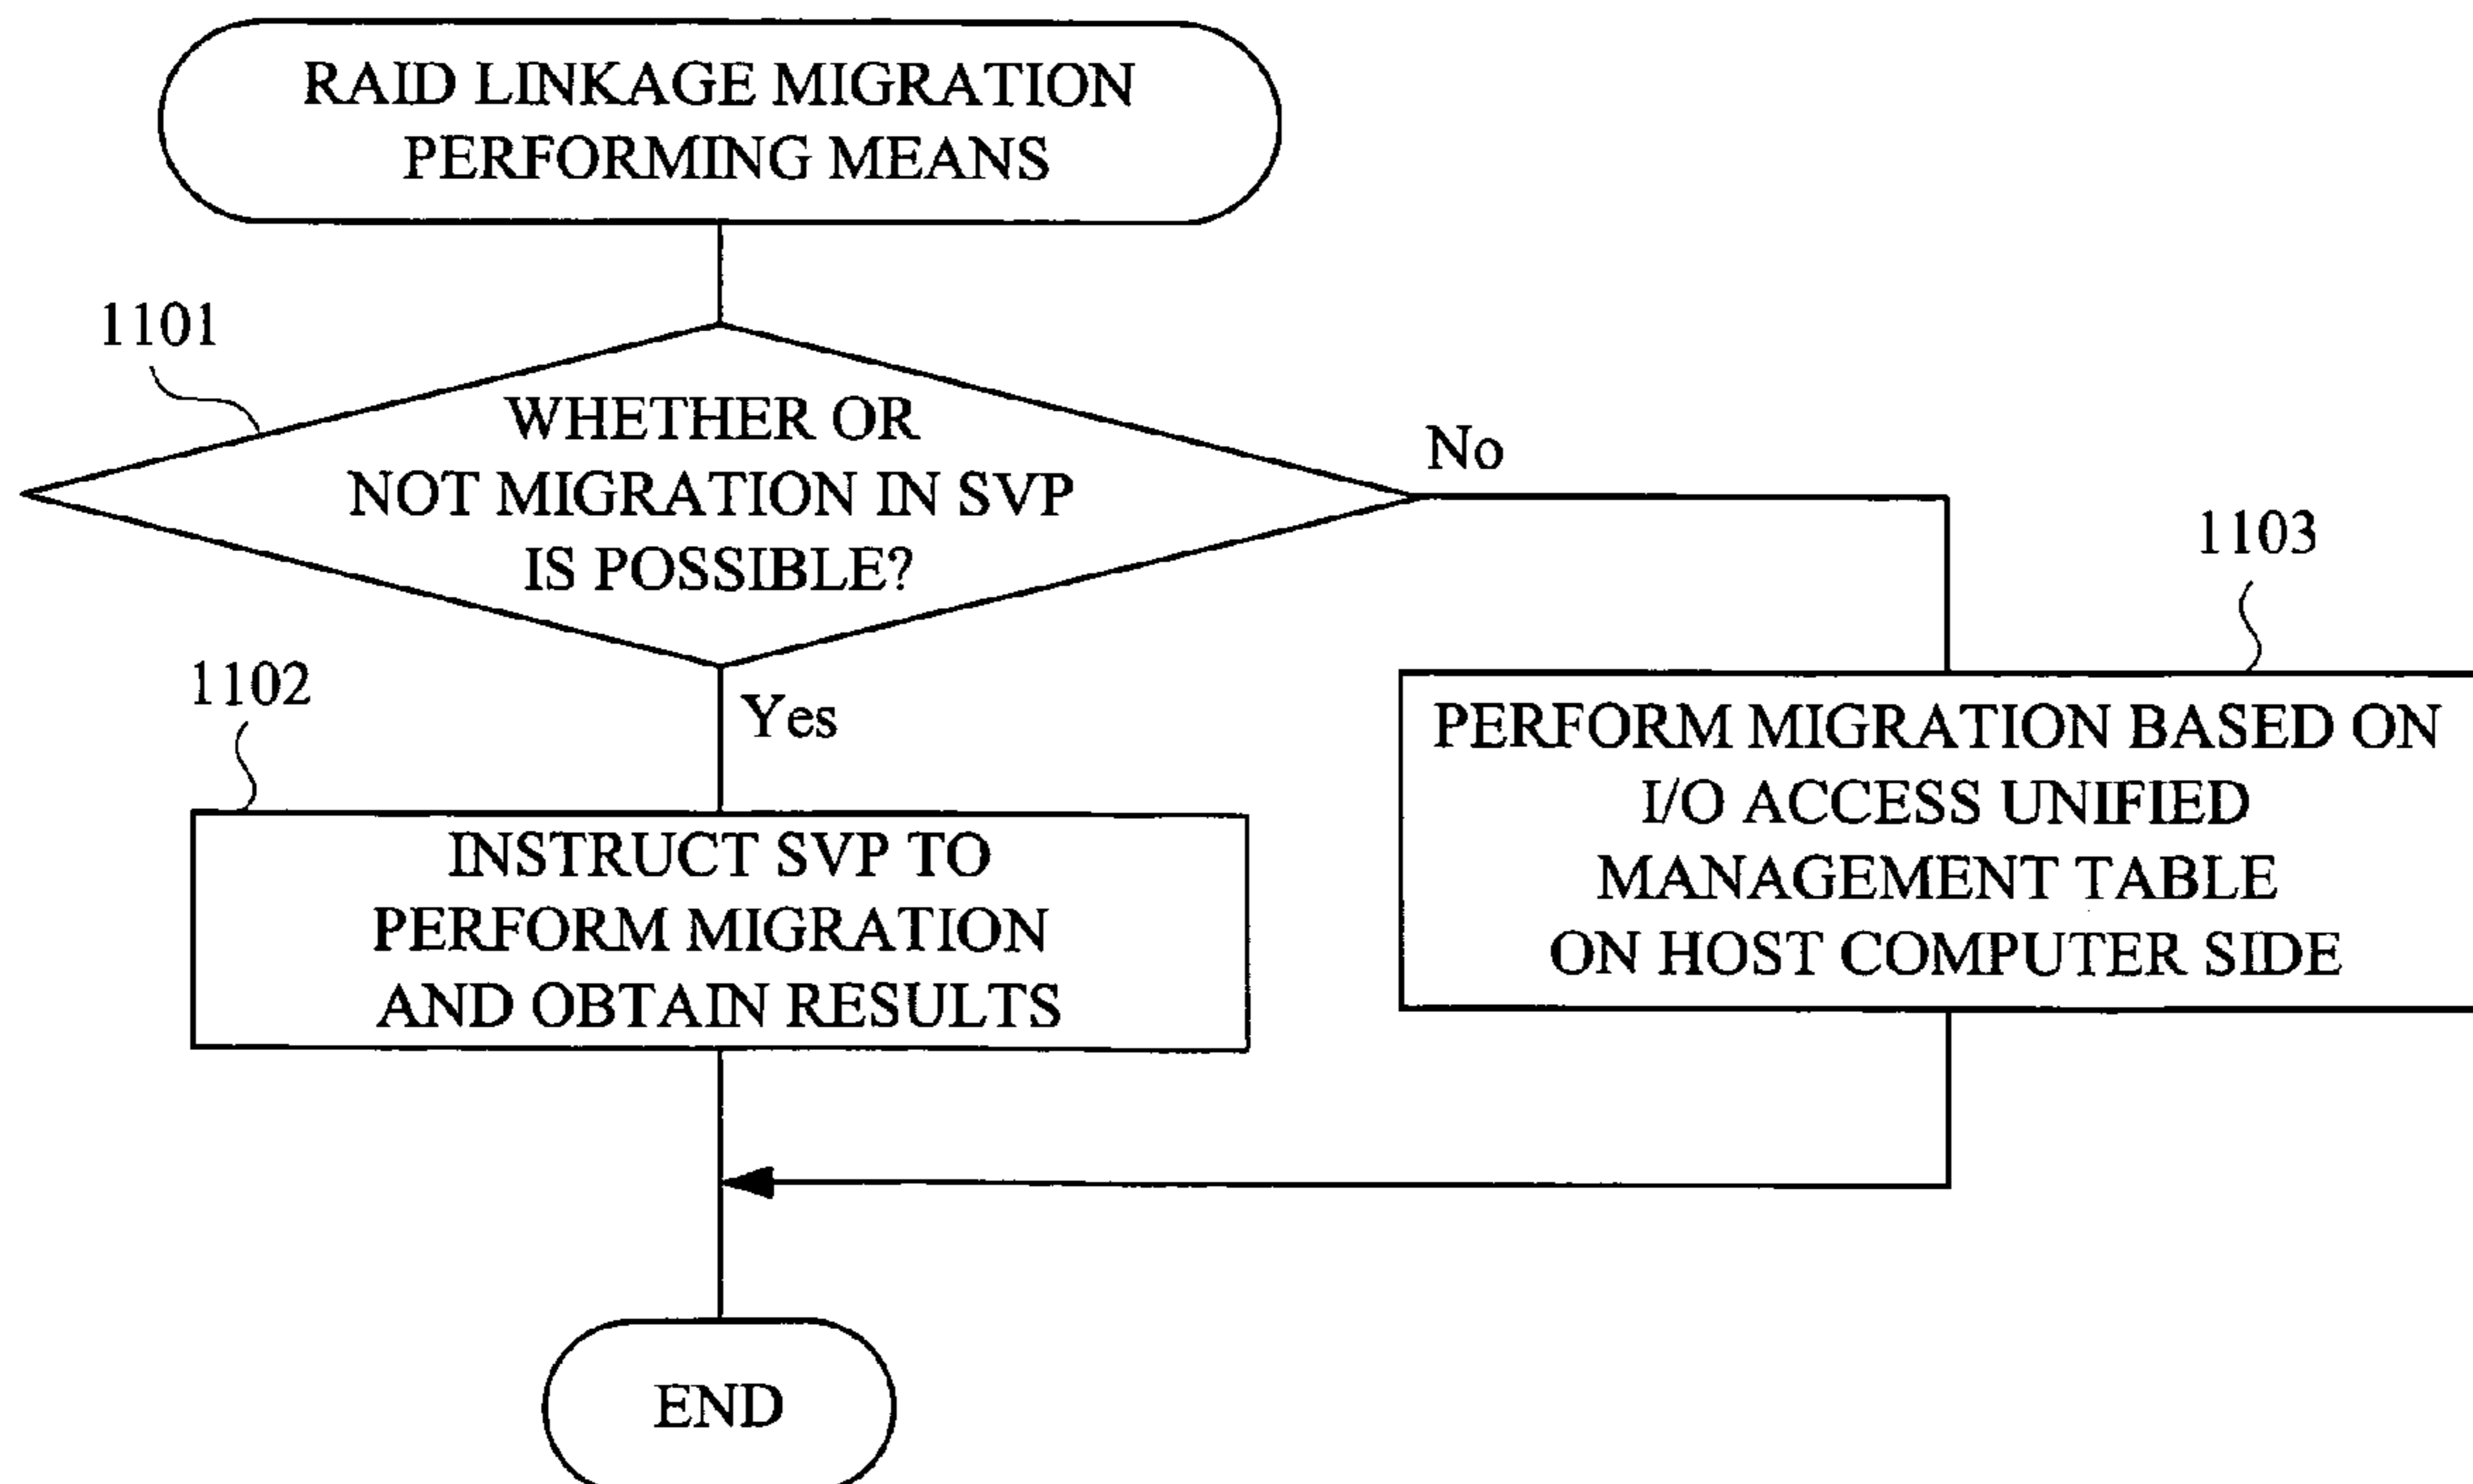 RAID LINKAGE MIGRATION
PERFORMING MEANS
1101
WHETHER OR
NOT MIGRATION IN SVP
IS POSSIBLE?
No
Yes
1102
INSTRUCT SVP TO
PERFORM MIGRATION
AND OBTAIN RESULTS
1103
PERFORM MIGRATION BASED ON
I/O ACCESS UNIFIED
MANAGEMENT TABLE
ON HOST COMPUTER SIDE
END